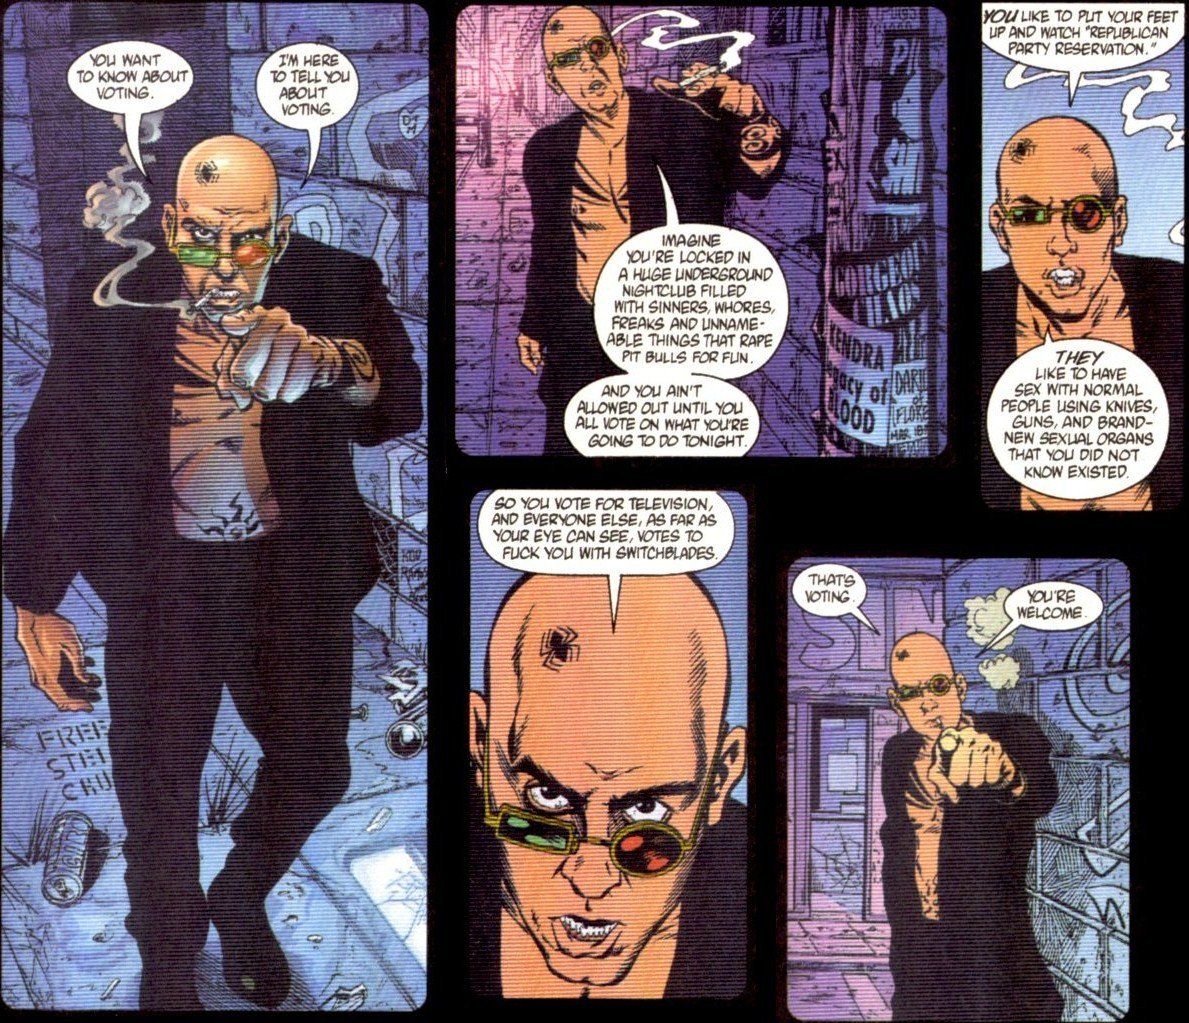 YOU WANT
TO KNOW ABOUT
VOTING.
I'M HERE
TO TELL YOU
ABOUT
VOTING.
FREE
IMAGINE
YOU'RE LOCKED IN
A HUGE UNDERGROUND
NIGHTCLUB FILLED
WITH SINNERS, WHORES,
FREAKS AND UNNAME-
ABLE THINGS THAT RAPE
PIT BULLS FOR FUN.
AND YOU AIN'T
ALLOWED OUT UNTIL YOU
ALL VOTE ON WHAT YOU'RE
GOING TO DO TONIGHT.
KENDRA
of
BLOOD
YOU LIKE TO PUT YOUR FEET
UP AND WATCH "REPUBLICAN
PARTY RESERVATION."
THEY
LIKE TO HAVE
SEX WITH NORMAL
PEOPLE USING KNIVES,
GUNS, AND BRAND-
NEW SEXUAL ORGANS
THAT YOU DID NOT
KNOW EXISTED.
SO YOU VOTE FOR TELEVISION,
AND EVERYONE ELSE, AS FAR AS
YOUR EYE CAN SEE, VOTES TO
FUCK YOU WITH SWITCHBLADES.
THAT'S
VOTING.
YOU'RE
WELCOME.